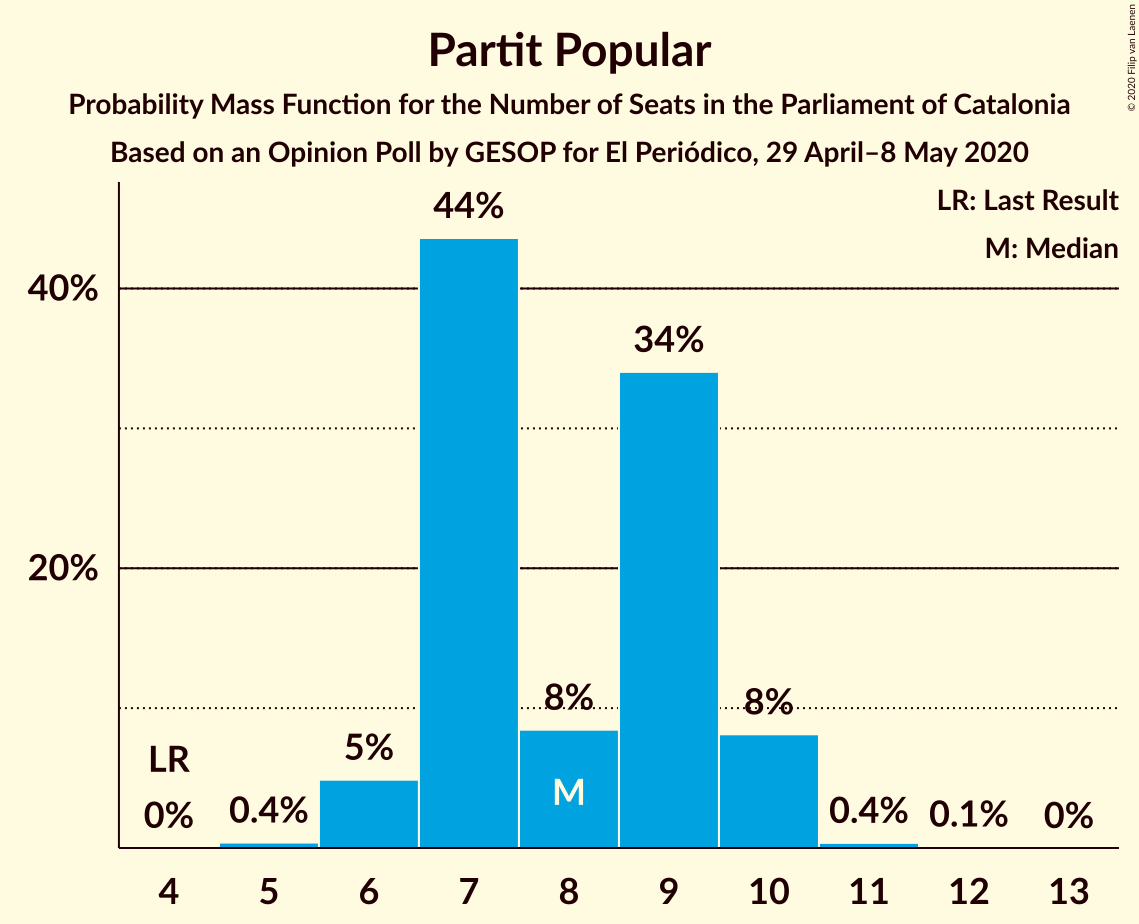 Partit Popular
Probability Mass Function for the Number of Seats in the Parliament of Catalonia
Based on an Opinion Poll by GESOP for El Periódico, 29 April–8 May 2020
© 2020 Filip van Laenen
LR: Last Result
M: Median
40%
20%
LR
0%
0.4%
5%
44%
8%
M
34%
8%
0.4%
0.1%
0%
4 5 6 7 8 9 10 11 12 13